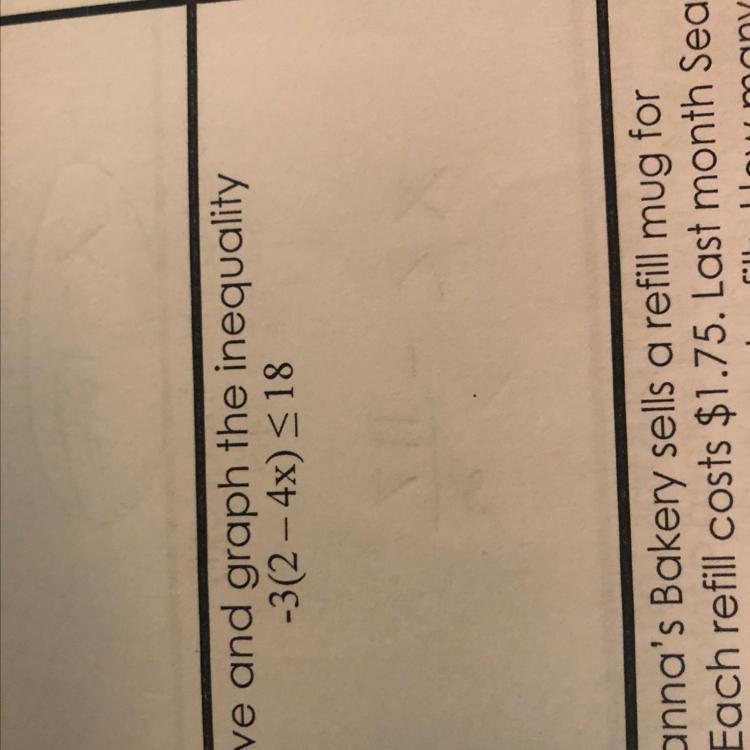 ve and graph the inequality
-3(2 – 4x) ≤ 18
anna's Bakery sells a refill mug for
Each refill costs $1.75. Last month Sea
many